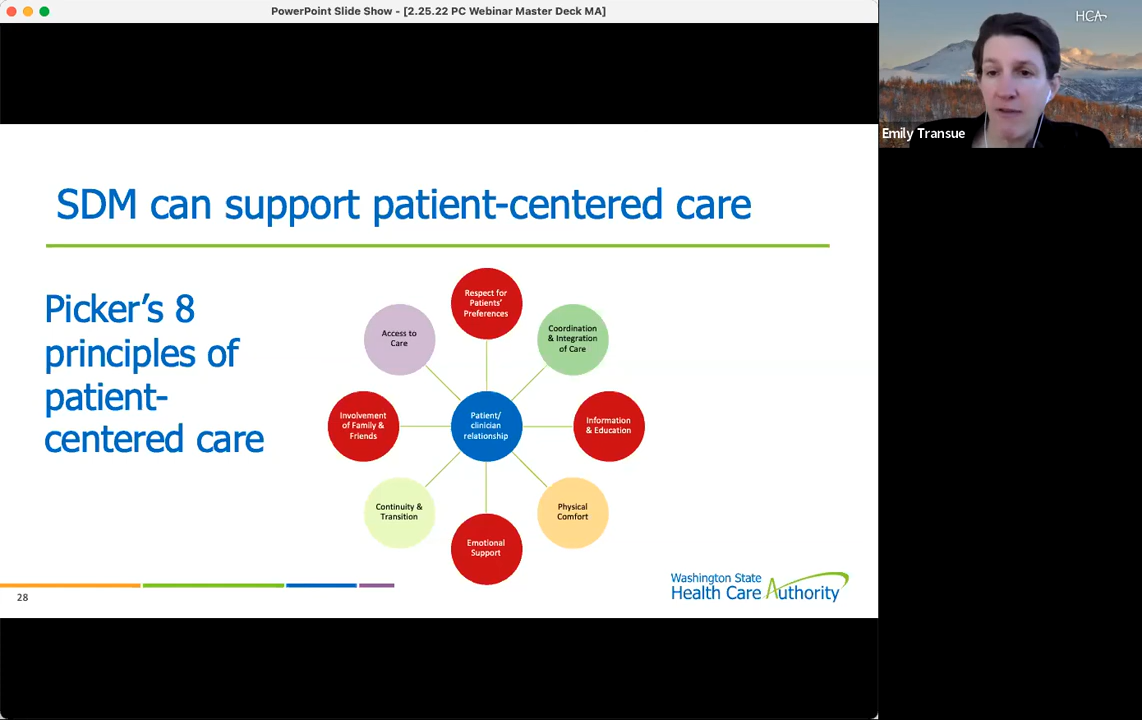 PowerPoint Slide Show - [2.25.22 PC Webinar Master Deck MA]
HCA
Emily Transue
SDM can support patient-centered care
Picker’s 8
principles of
patient-
centered care
Respect for
Patients’
Preferences
Coordination
& Integration
of Care
Information
& Education
Physical
Comfort
Emotional
Support
Continuity &
Transition
Involvement
of Family &
Friends
Access to
Care
Patient/
clinician
relationship
28
Washington State
Health Care Authority